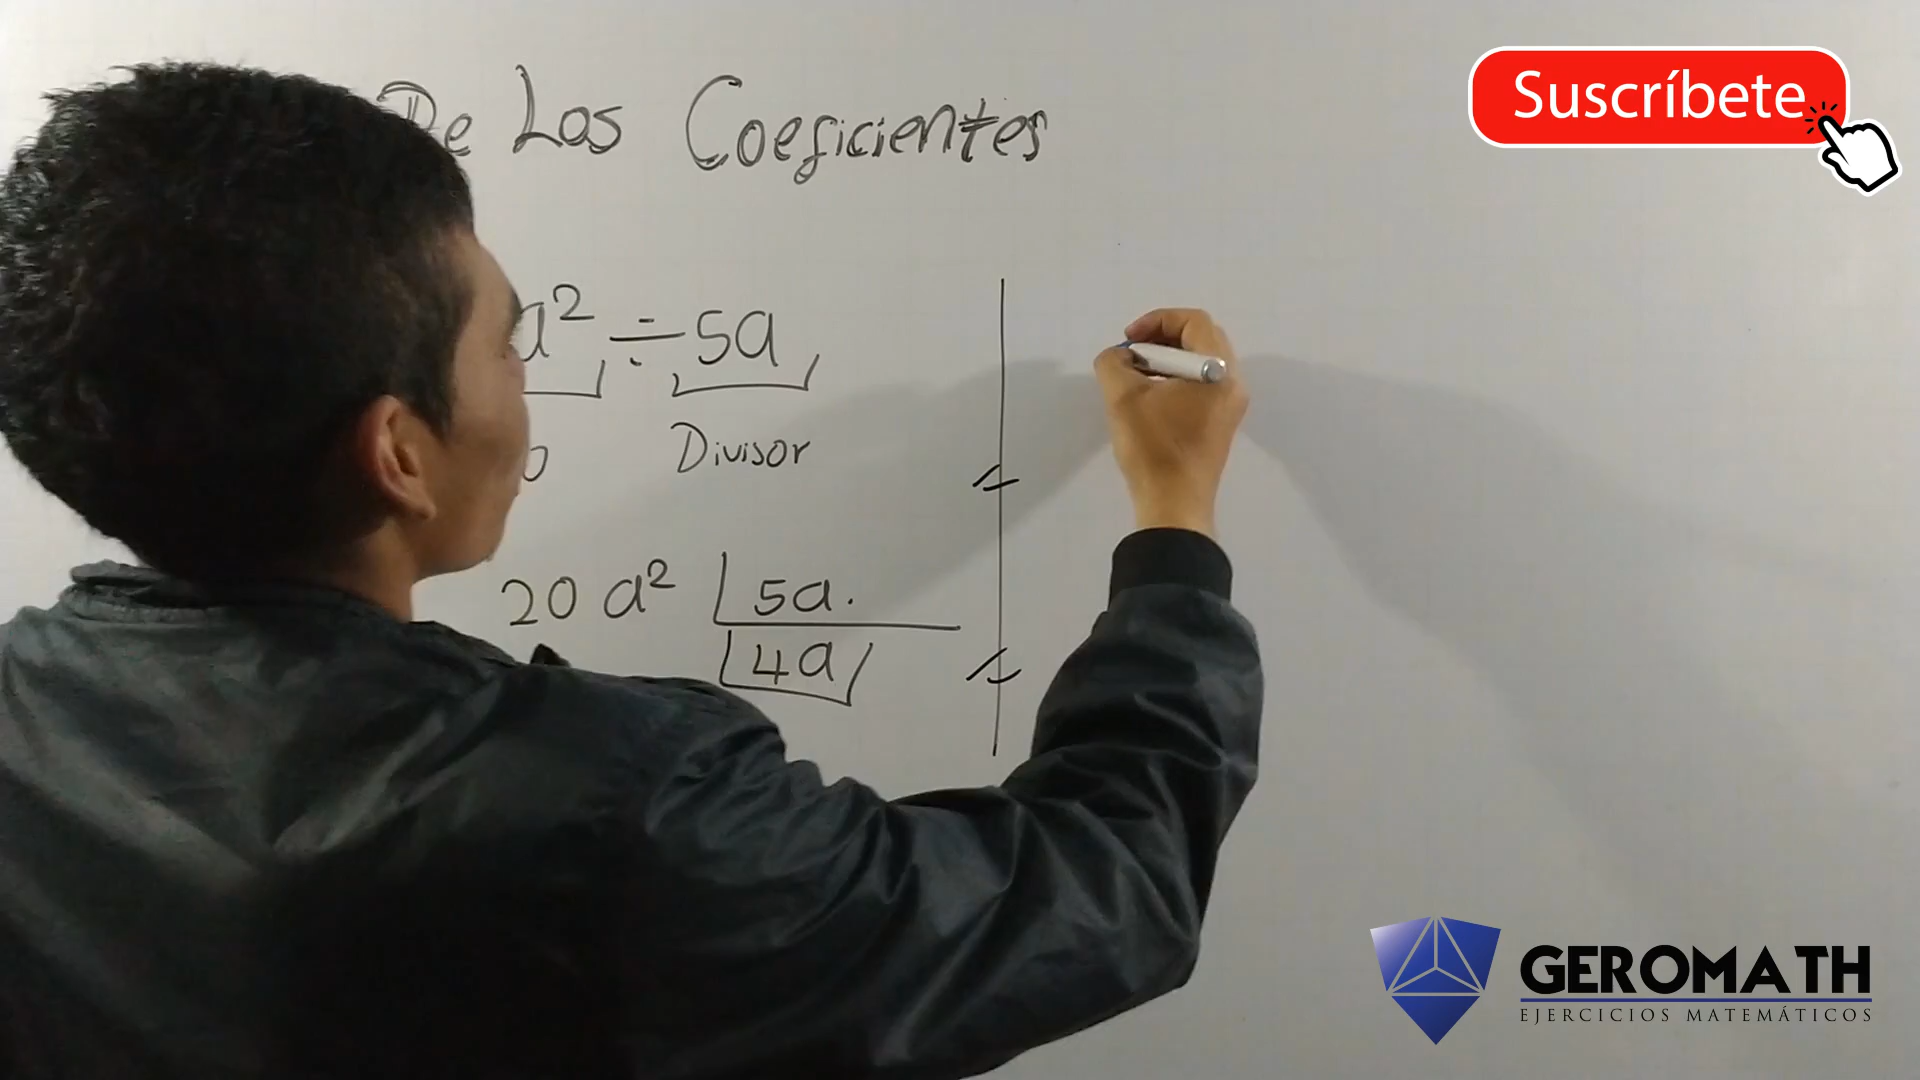 De Los Coeficientes
Suscríbete
a² ÷ 5a
Divisor
20 a² 5a.
4a
GEROMATH
EJERCICIOS MATEMÁTICOS